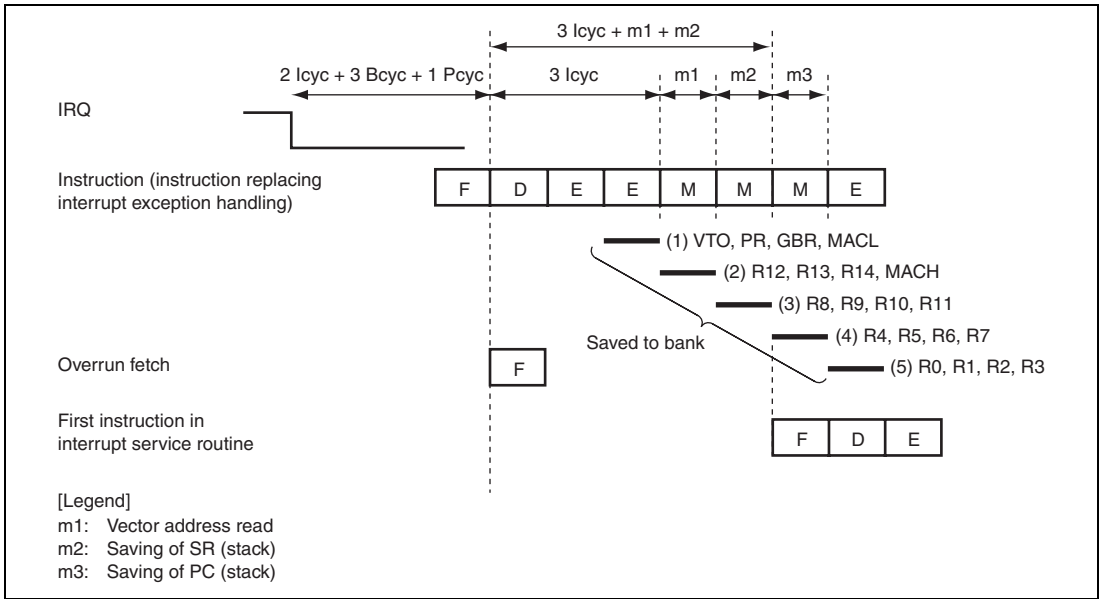 3 Icyc + m1 + m2
2 Icyc + 3 Bcyc + 1 Pcyc
3 Icyc
m1
m2
m3
IRQ
Instruction (instruction replacing
interrupt exception handling)
F D E E M M M E
(1) VTO, PR, GBR, MACL
(2) R12, R13, R14, MACH
(3) R8, R9, R10, R11
(4) R4, R5, R6, R7
(5) R0, R1, R2, R3
Saved to bank
Overrun fetch
F
First instruction in
interrupt service routine
F D E
[Legend]
m1: Vector address read
m2: Saving of SR (stack)
m3: Saving of PC (stack)